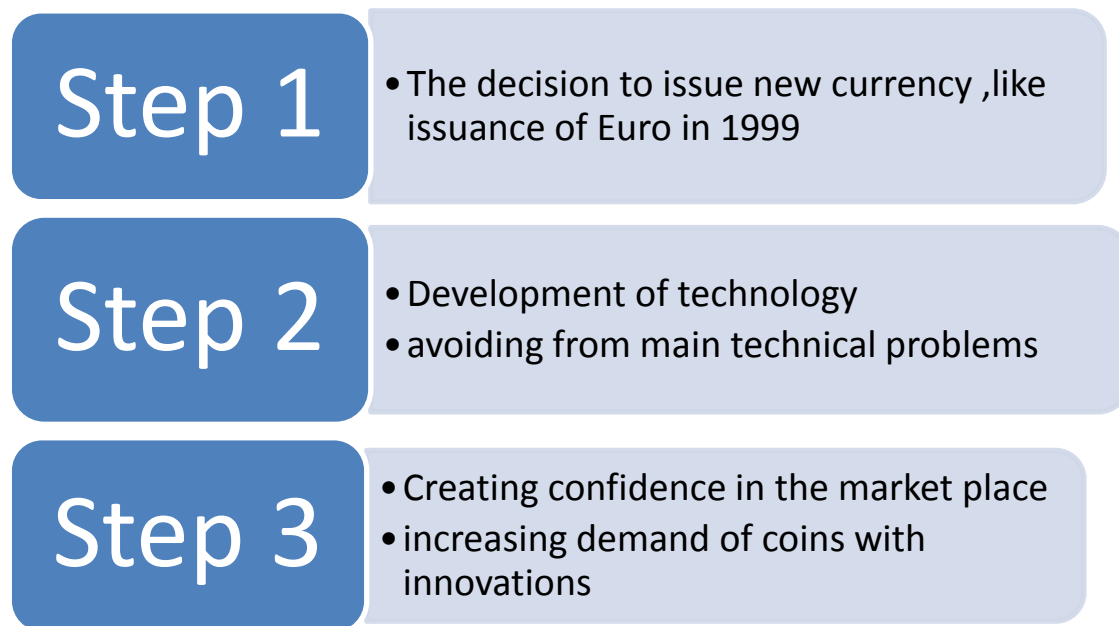 Step 1
• The decision to issue new currency ,like
issuance of Euro in 1999
Step 2
• Development of technology
• avoiding from main technical problems
Step 3
• Creating confidence in the market place
• increasing demand of coins with
innovations